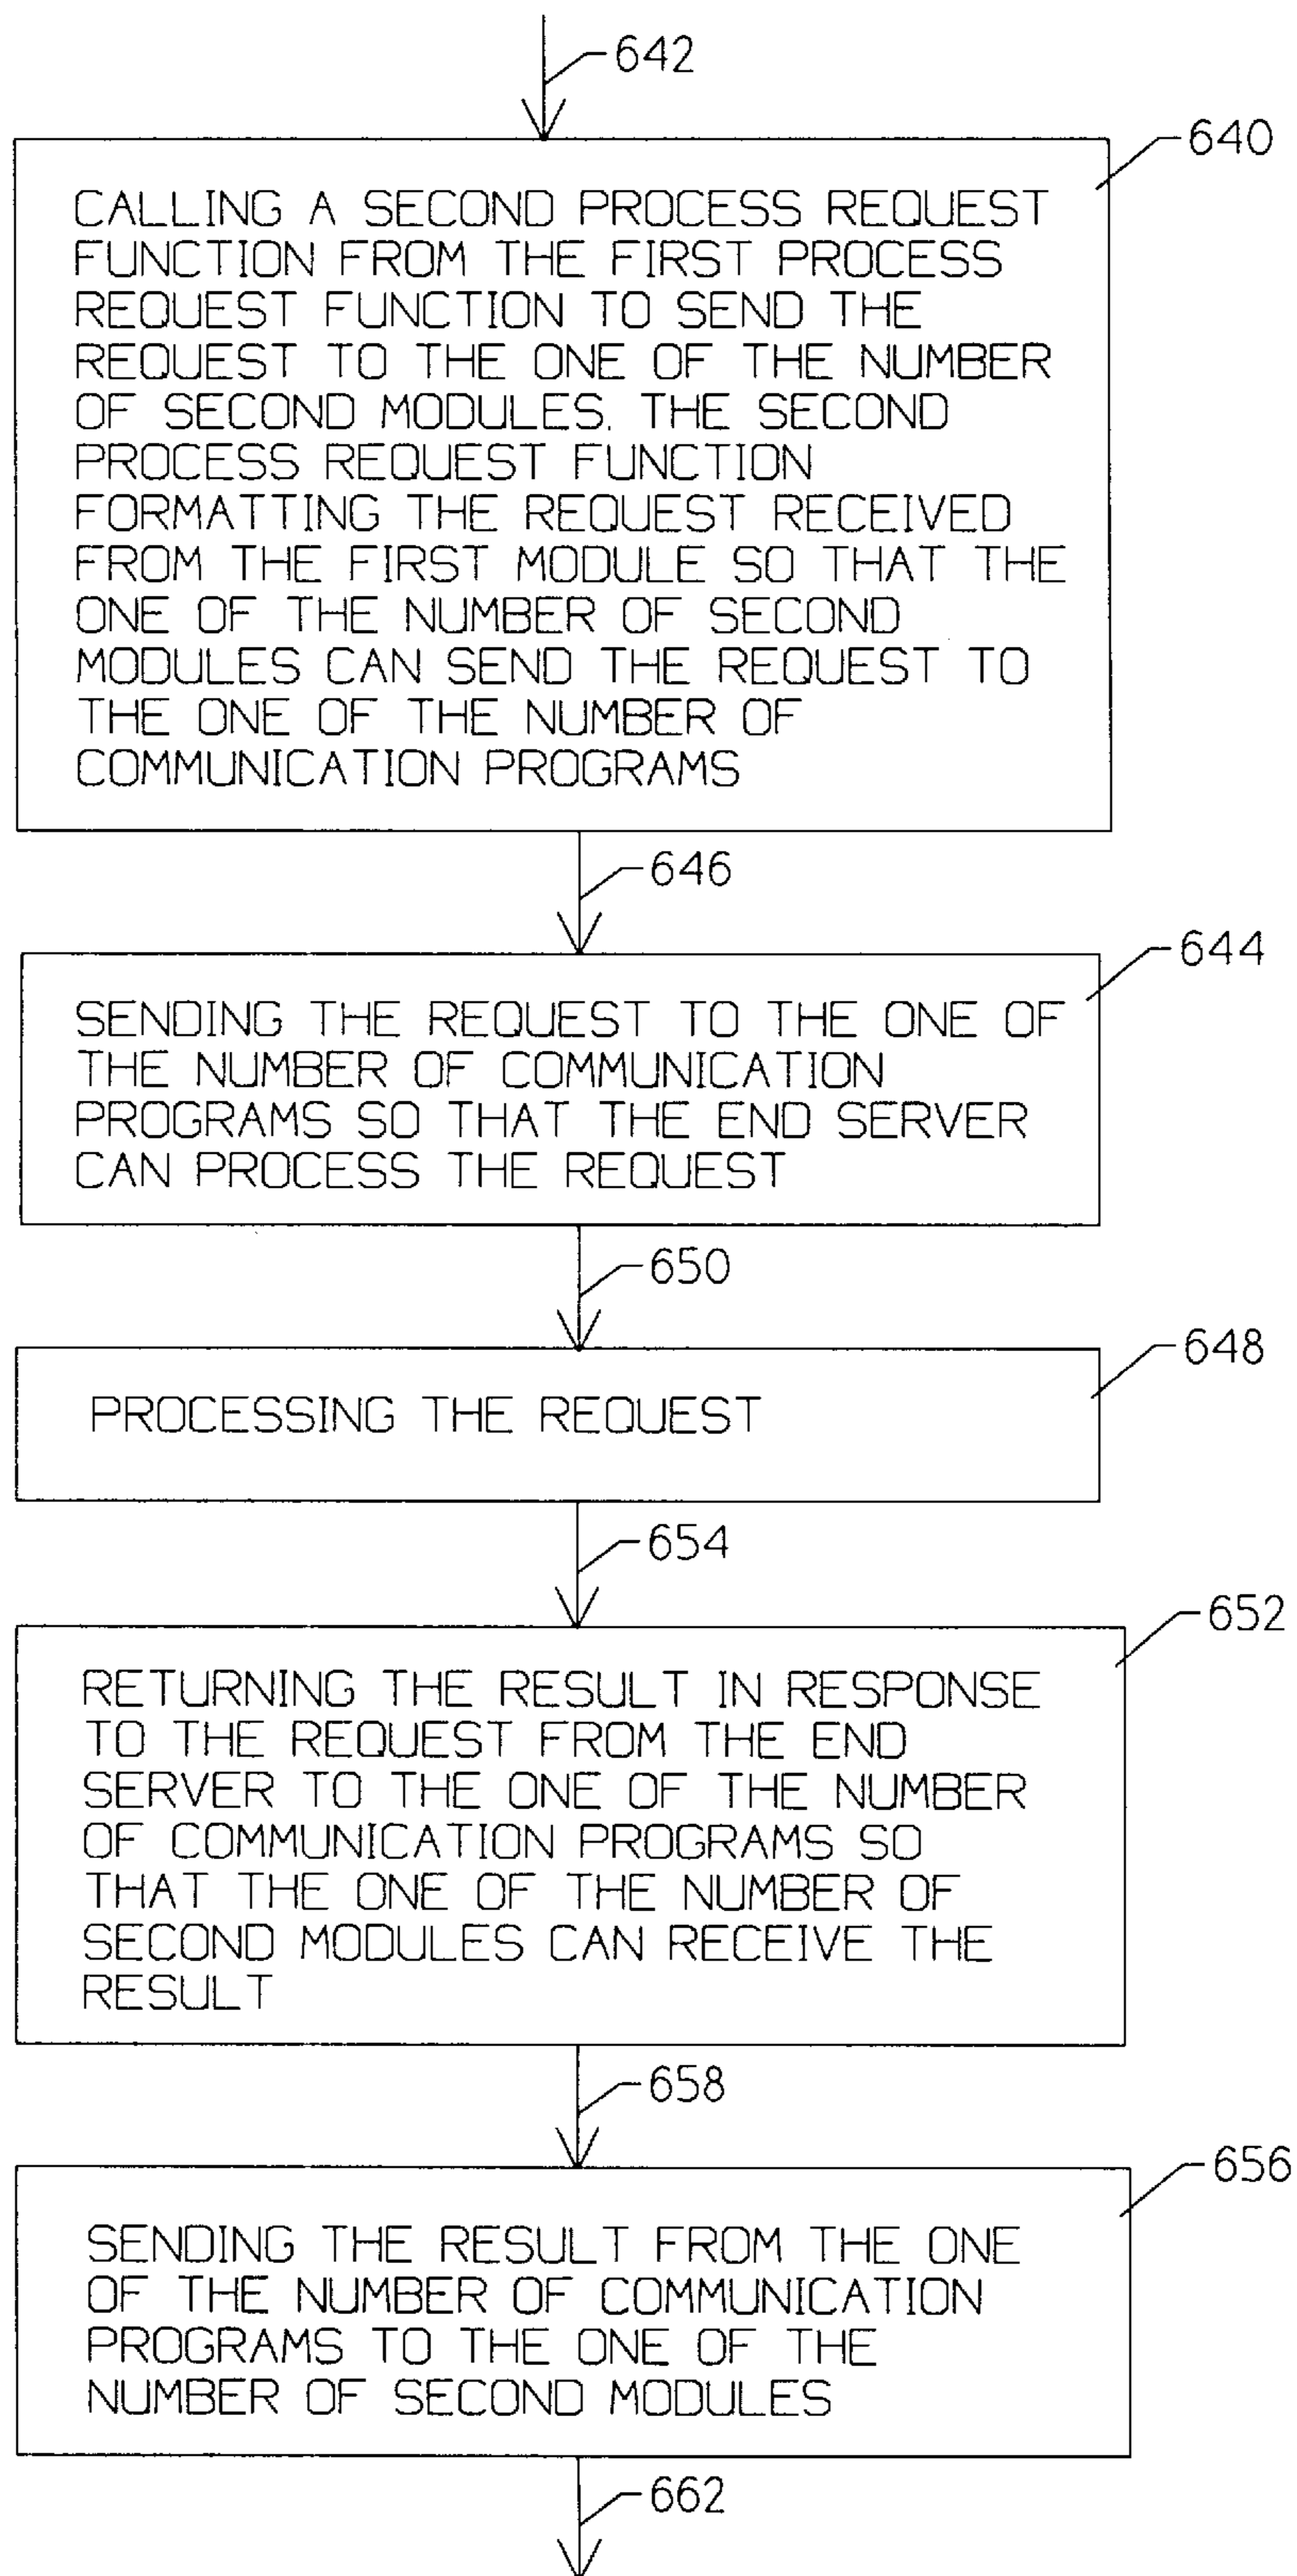 642
640
CALLING A SECOND PROCESS REQUEST
FUNCTION FROM THE FIRST PROCESS
REQUEST FUNCTION TO SEND THE
REQUEST TO THE ONE OF THE NUMBER
OF SECOND MODULES, THE SECOND
PROCESS REQUEST FUNCTION
FORMATTING THE REQUEST RECEIVED
FROM THE FIRST MODULE SO THAT THE
ONE OF THE NUMBER OF SECOND
MODULES CAN SEND THE REQUEST TO
THE ONE OF THE NUMBER OF
COMMUNICATION PROGRAMS
646
644
SENDING THE REQUEST TO THE ONE OF
THE NUMBER OF COMMUNICATION
PROGRAMS SO THAT THE END SERVER
CAN PROCESS THE REQUEST
650
648
PROCESSING THE REQUEST
654
652
RETURNING THE RESULT IN RESPONSE
TO THE REQUEST FROM THE END
SERVER TO THE ONE OF THE NUMBER
OF COMMUNICATION PROGRAMS SO
THAT THE ONE OF THE NUMBER OF
SECOND MODULES CAN RECEIVE THE
RESULT
658
656
SENDING THE RESULT FROM THE ONE
OF THE NUMBER OF COMMUNICATION
PROGRAMS TO THE ONE OF THE
NUMBER OF SECOND MODULES
662